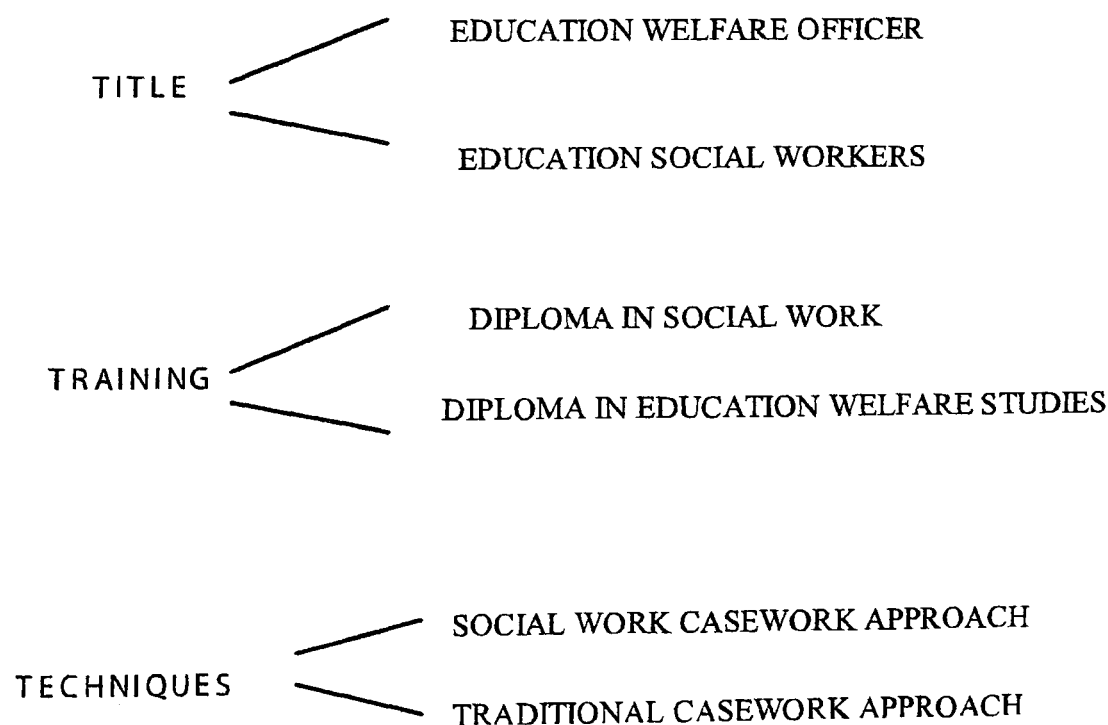 EDUCATION WELFARE OFFICER
TITLE
EDUCATION SOCIAL WORKERS
DIPLOMA IN SOCIAL WORK
TRAINING
DIPLOMA IN EDUCATION WELFARE STUDIES
SOCIAL WORK CASEWORK APPROACH
TECHNIQUES
TRADITIONAL CASEWORK APPROACH